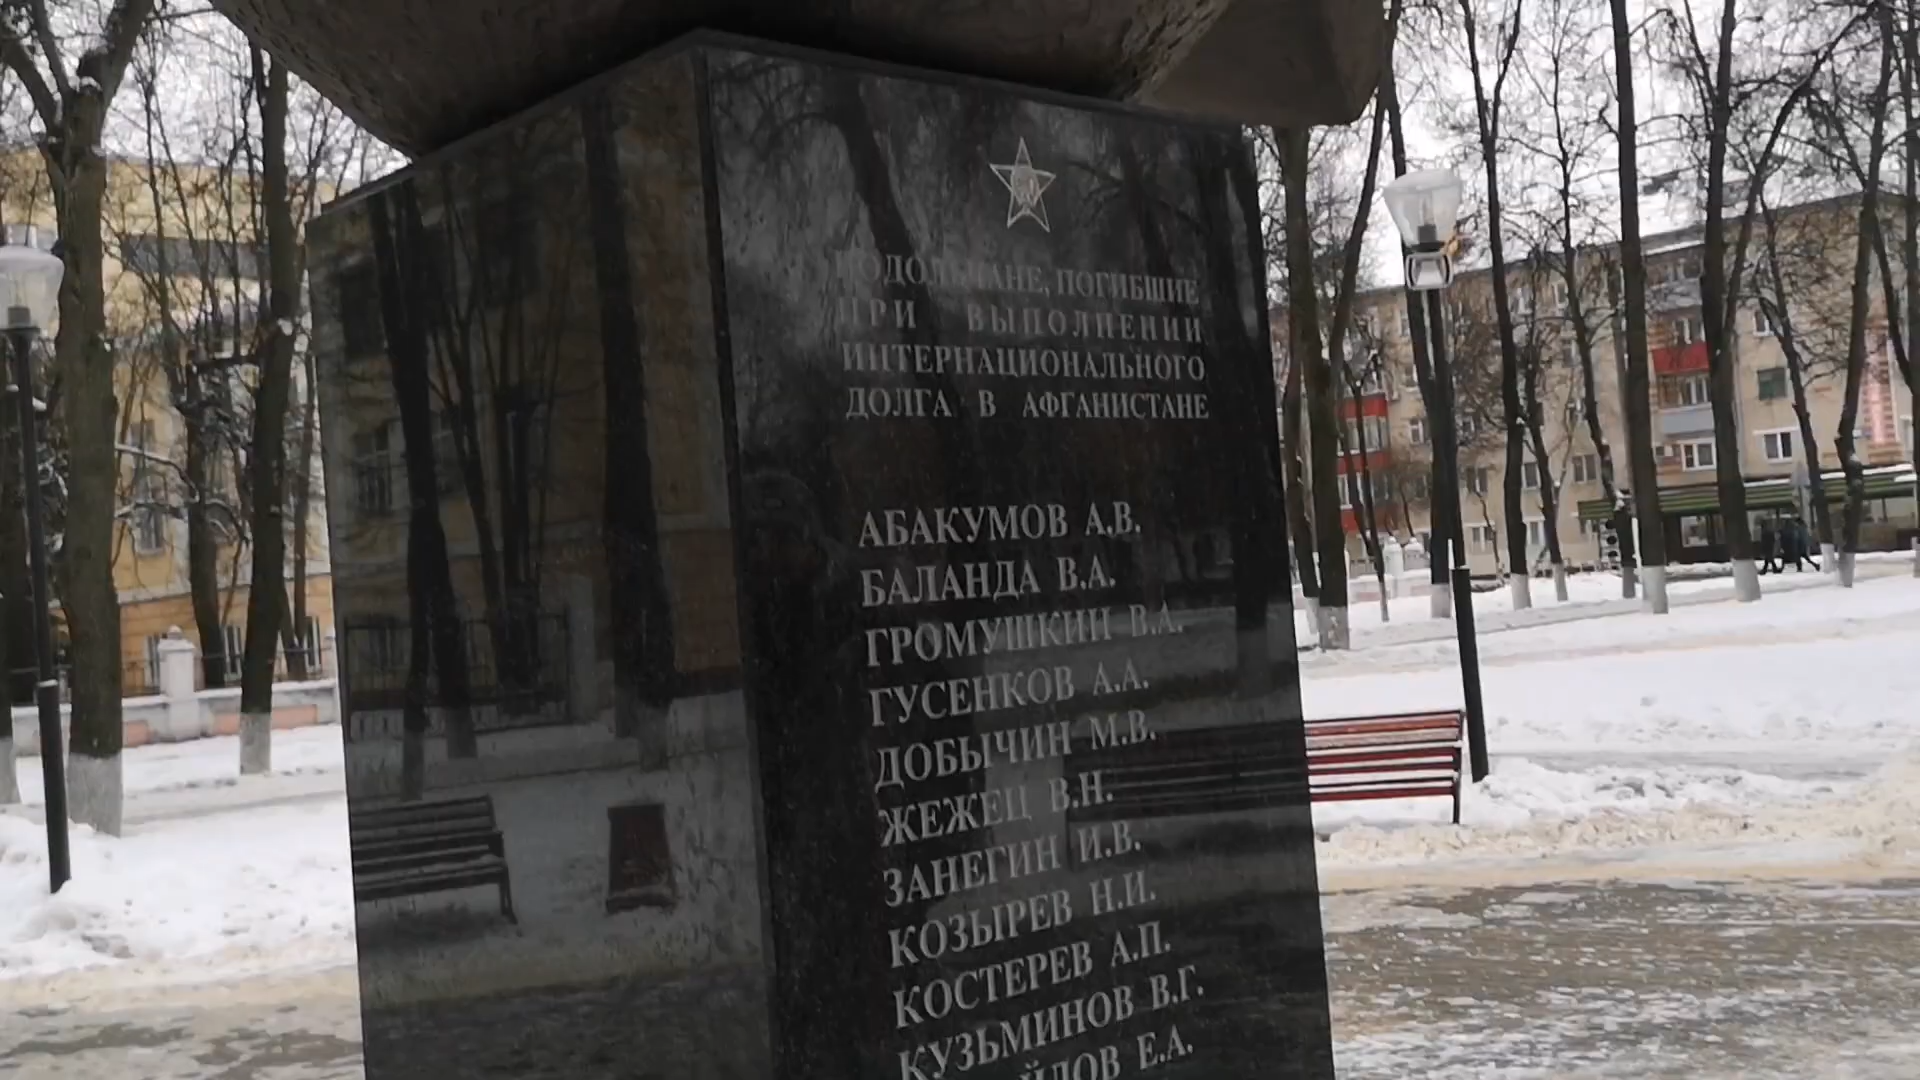 ПОДОЛЬЧАНЕ, ПОГИБШИЕ
ПРИ ВЫПОЛНЕНИИ
ИНТЕРНАЦИОНАЛЬНОГО
ДОЛГА В АФГАНИСТАНЕ
АБАКУМОВ А.В.
БАЛАНДА В.А.
ГРОМУШКИН В.А.
ГУСЕНКОВ А.А.
ДОБЫЧИН М.В.
ЖЕЖЕЦ В.Н.
ЗАНЕГИН И.В.
КОЗЫРЕВ Н.И.
КОСТЕРЕВ А.П.
КУЗЬМИНОВ В.Г.
Е.А.